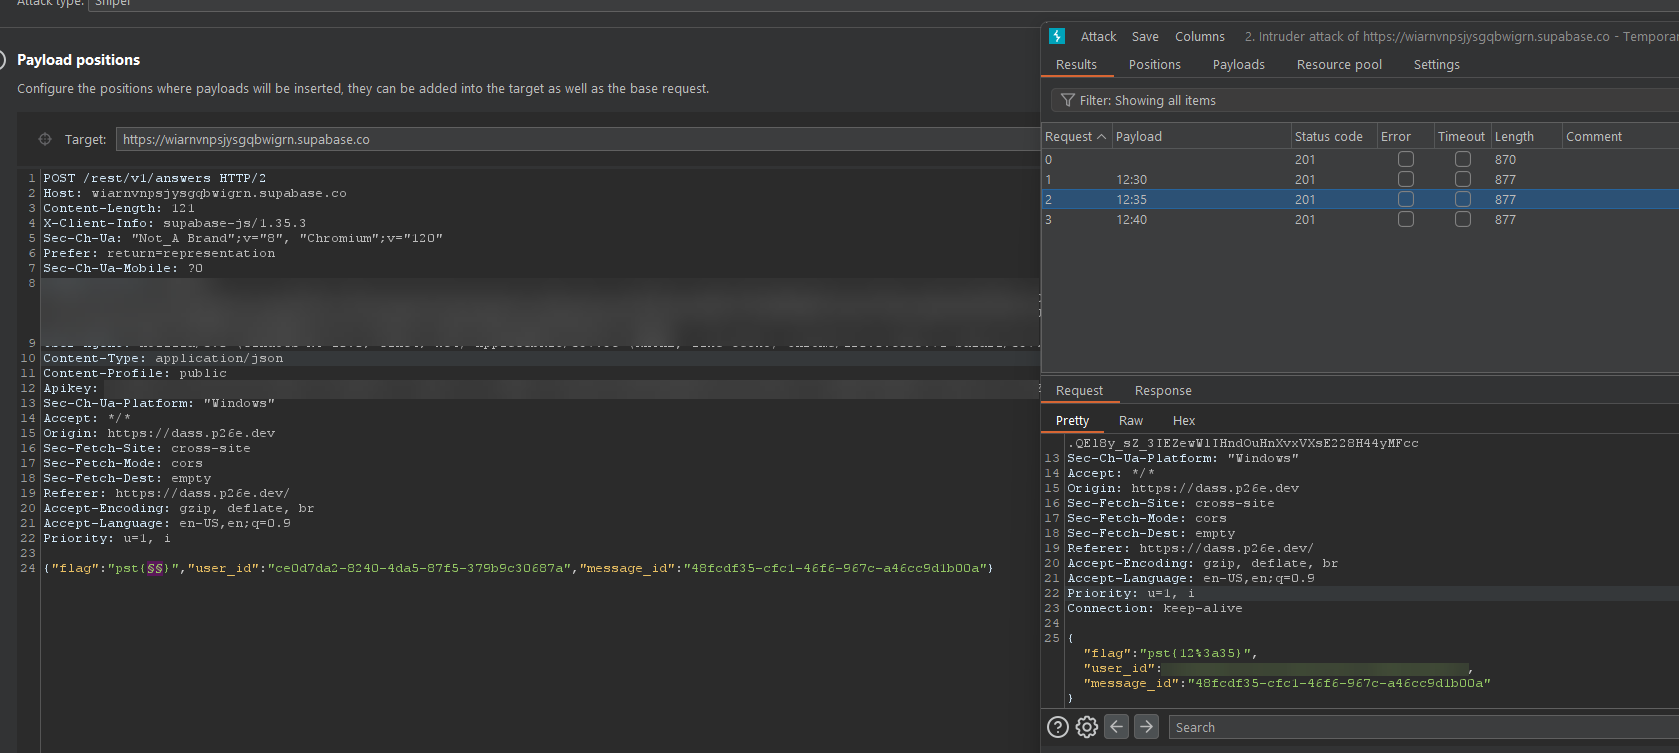 Attack type: Sniper
Payload positions
Configure the positions where payloads will be inserted, they can be added into the target as well as the base request.
Target: https://wiarnvnpsjysgqbwigrn.supabase.co
1 POST /rest/v1/answers HTTP/2
2 Host: wiarnvnpsjysgqbwigrn.supabase.co
3 Content-Length: 121
4 X-Client-Info: supabase-js/1.35.3
5 Sec-Ch-Ua: "Not_A Brand";v="8", "Chromium";v="120"
6 Prefer: return=representation
7 Sec-Ch-Ua-Mobile: ?0
8
9
10 Content-Type: application/json
11 Content-Profile: public
12 Apikey:
13 Sec-Ch-Ua-Platform: "Windows"
14 Accept: */*
15 Origin: https://dass.p26e.dev
16 Sec-Fetch-Site: cross-site
17 Sec-Fetch-Mode: cors
18 Sec-Fetch-Dest: empty
19 Referer: https://dass.p26e.dev/
20 Accept-Encoding: gzip, deflate, br
21 Accept-Language: en-US,en;q=0.9
22 Priority: u=1, i
23
24 {"flag":"pst{§§}","user_id":"ce0d7da2-8240-4da5-87f5-379b9c30687a","message_id":"48fcdf35-cfc1-46f6-967c-a46cc9d1b00a"}
Attack Save Columns 2. Intruder attack of https://wiarnvnpsjysgqbwigrn.supabase.co - Temporar
Results Positions Payloads Resource pool Settings
Filter: Showing all items
Request Payload Status code Error Timeout Length Comment
0 201 870
1 12:30 201 877
2 12:35 201 877
3 12:40 201 877
Request Response
Pretty Raw Hex
.QE18y_sZ_3IEZewWlIHndOuHnXvxVXsE228H44yMFcc
13 Sec-Ch-Ua-Platform: "Windows"
14 Accept: */*
15 Origin: https://dass.p26e.dev
16 Sec-Fetch-Site: cross-site
17 Sec-Fetch-Mode: cors
18 Sec-Fetch-Dest: empty
19 Referer: https://dass.p26e.dev/
20 Accept-Encoding: gzip, deflate, br
21 Accept-Language: en-US,en;q=0.9
22 Priority: u=1, i
23 Connection: keep-alive
24
25 {
"flag":"pst{12%3a35}",
"user_id": ,
"message_id":"48fcdf35-cfc1-46f6-967c-a46cc9d1b00a"
}
Search